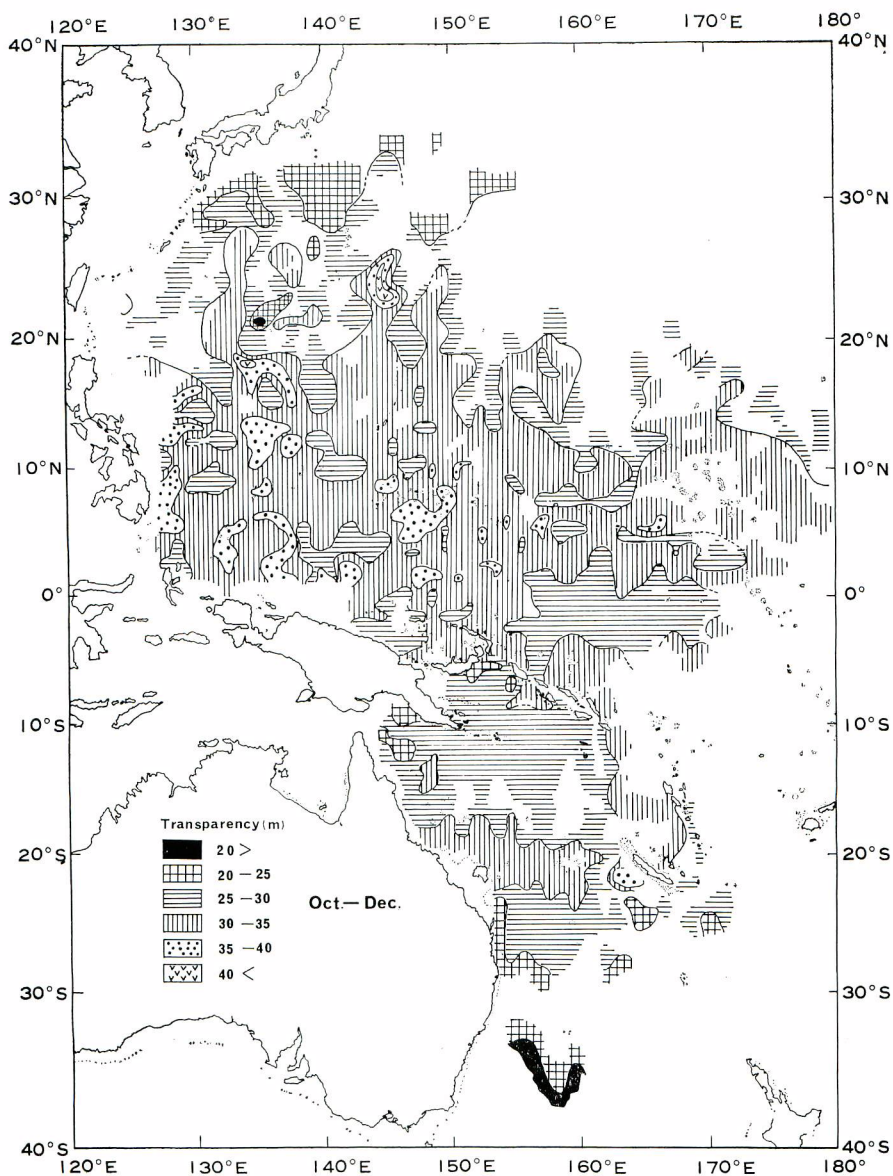 120°E 130°E 140°E 150°E 160°E 170°E 180°
40°N 40°N
30°N 30°N
20°N 20°N
10°N 10°N
0° 0°
10°S 10°S
Transparency (m)
20 >
20 – 25
20°S 20°S
25 – 30
Oct. – Dec.
30 – 35
35 – 40
40 <
30°S 30°S
40°S 40°S
120°E 130°E 140°E 150°E 160°E 170°E 180°